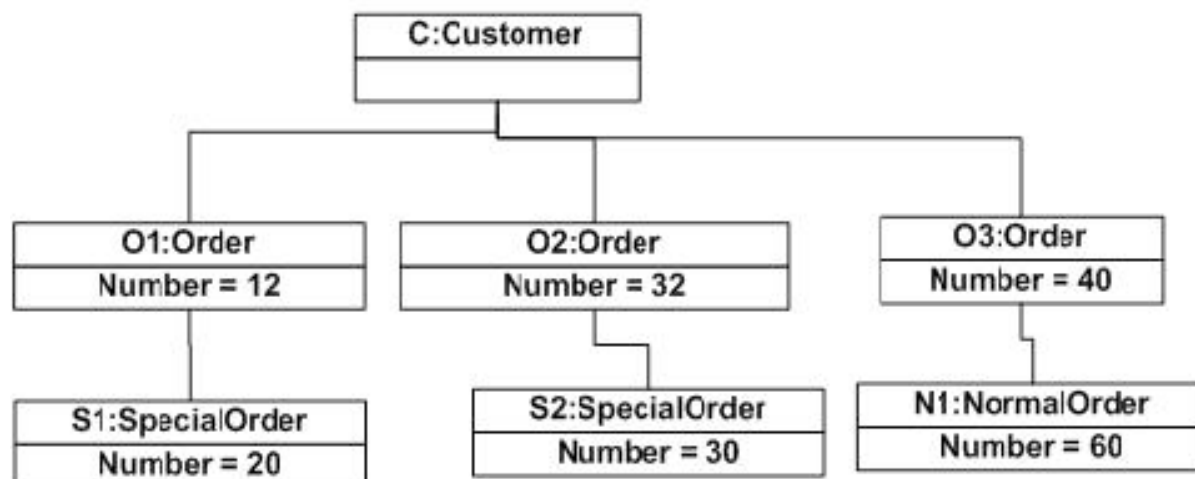 C:Customer
O1:Order
Number = 12
O2:Order
Number = 32
O3:Order
Number = 40
S1:SpecialOrder
Number = 20
S2:SpecialOrder
Number = 30
N1:NormalOrder
Number = 60